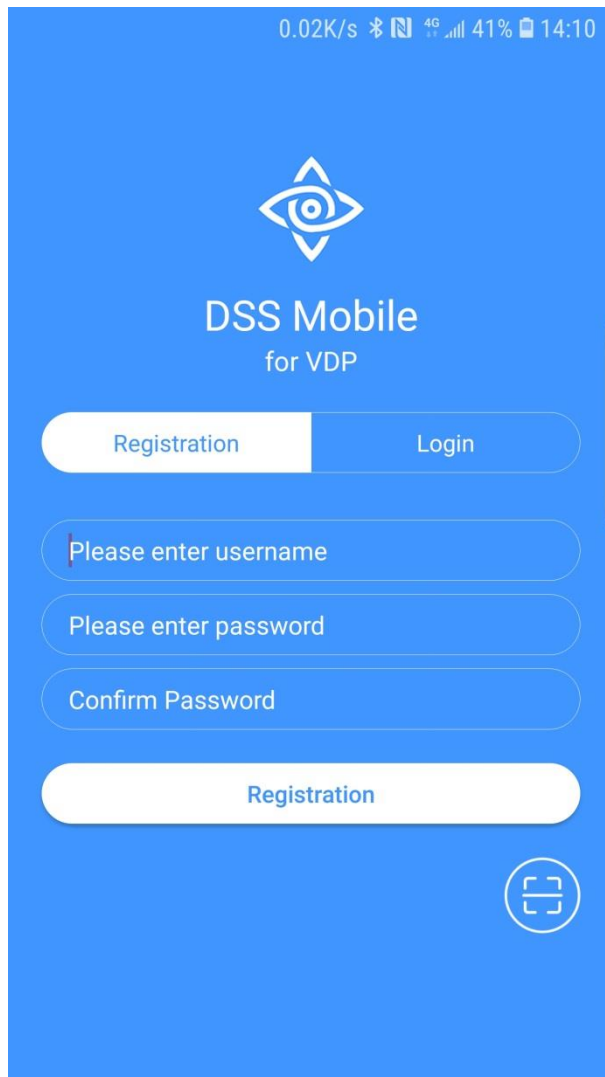 0.02K/s 4G 41% 14:10
DSS Mobile
for VDP
Registration Login
Please enter username
Please enter password
Confirm Password
Registration